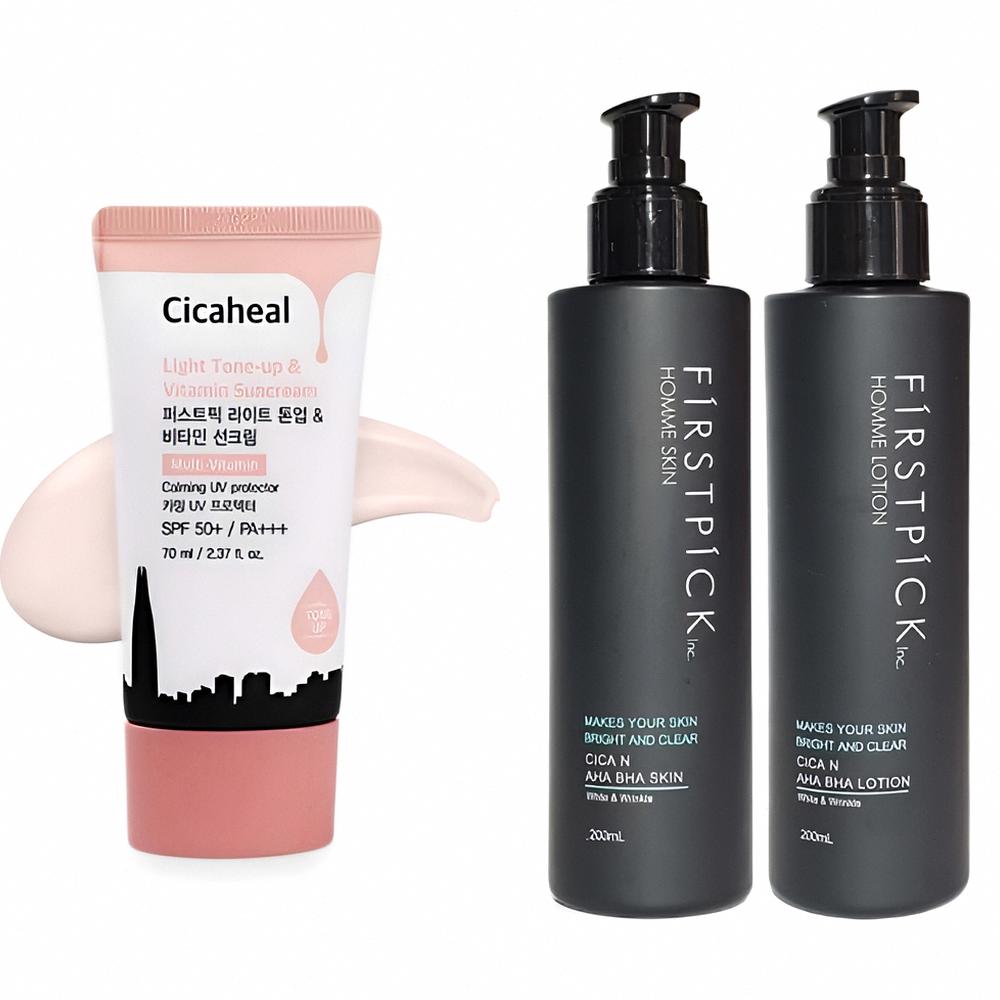 Cicaheal
Light Tone-up &
Vitamin Suncream
퍼스트픽 라이트 톤업 &
비타민 선크림
Multi-Vitamin
Calming UV protector
카밍 UV 프로텍터
SPF 50+ / PA+++
70 ml / 2.37 fl. oz.
TONE
UP
FIRSTPICK Inc.
HOMME SKIN
MAKES YOUR SKIN
BRIGHT AND CLEAR
CICA N
AHA BHA SKIN
White & Wrinkle
200mL
FIRSTPICK Inc.
HOMME LOTION
MAKES YOUR SKIN
BRIGHT AND CLEAR
CICA N
AHA BHA LOTION
White & Wrinkle
200mL